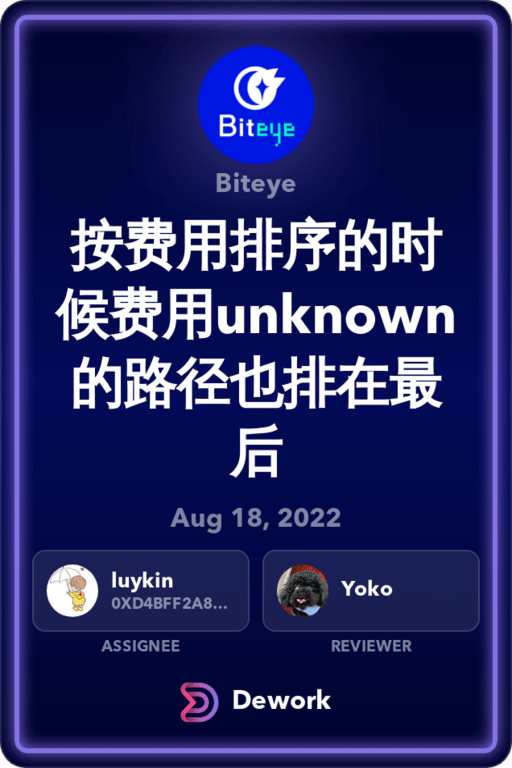 Biteye
Biteye
按费用排序的时
候费用unknown
的路径也排在最
后
Aug 18, 2022
luykin
0XD4BFF2A8...
ASSIGNEE
Yoko
REVIEWER
Dework